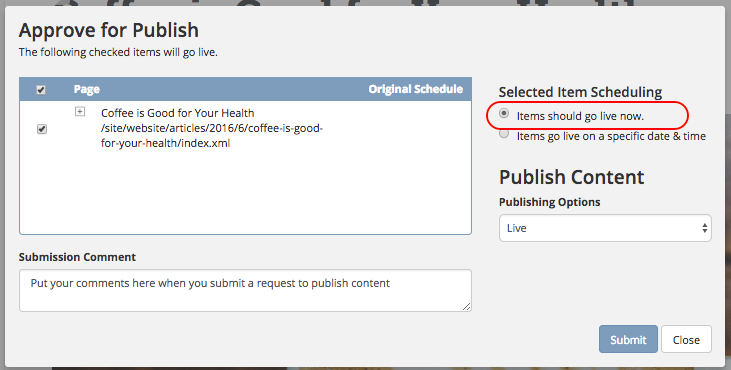 Approve for Publish
The following checked items will go live.
Page Original Schedule
Coffee is Good for Your Health
/site/website/articles/2016/6/coffee-is-good-
for-your-health/index.xml
Submission Comment
Put your comments here when you submit a request to publish content
Selected Item Scheduling
Items should go live now.
Items go live on a specific date & time
Publish Content
Publishing Options
Live
Submit Close